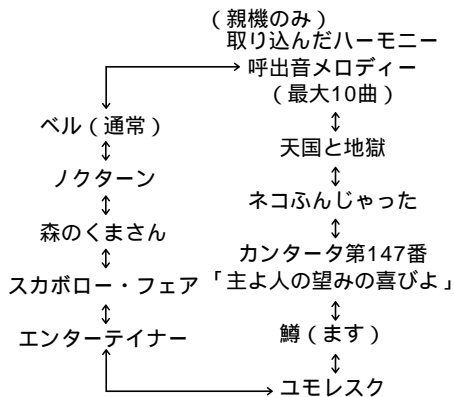 （親機のみ）
取り込んだハーモニー
呼出音メロディー
（最大10曲）
ベル（通常）
ノクターン
森のくまさん
スカボロー・フェア
エンターテイナー
天国と地獄
ネコふんじゃった
カンタータ第147番
「主よ人の望みの喜びよ」
鱒（ます）
ユモレスク